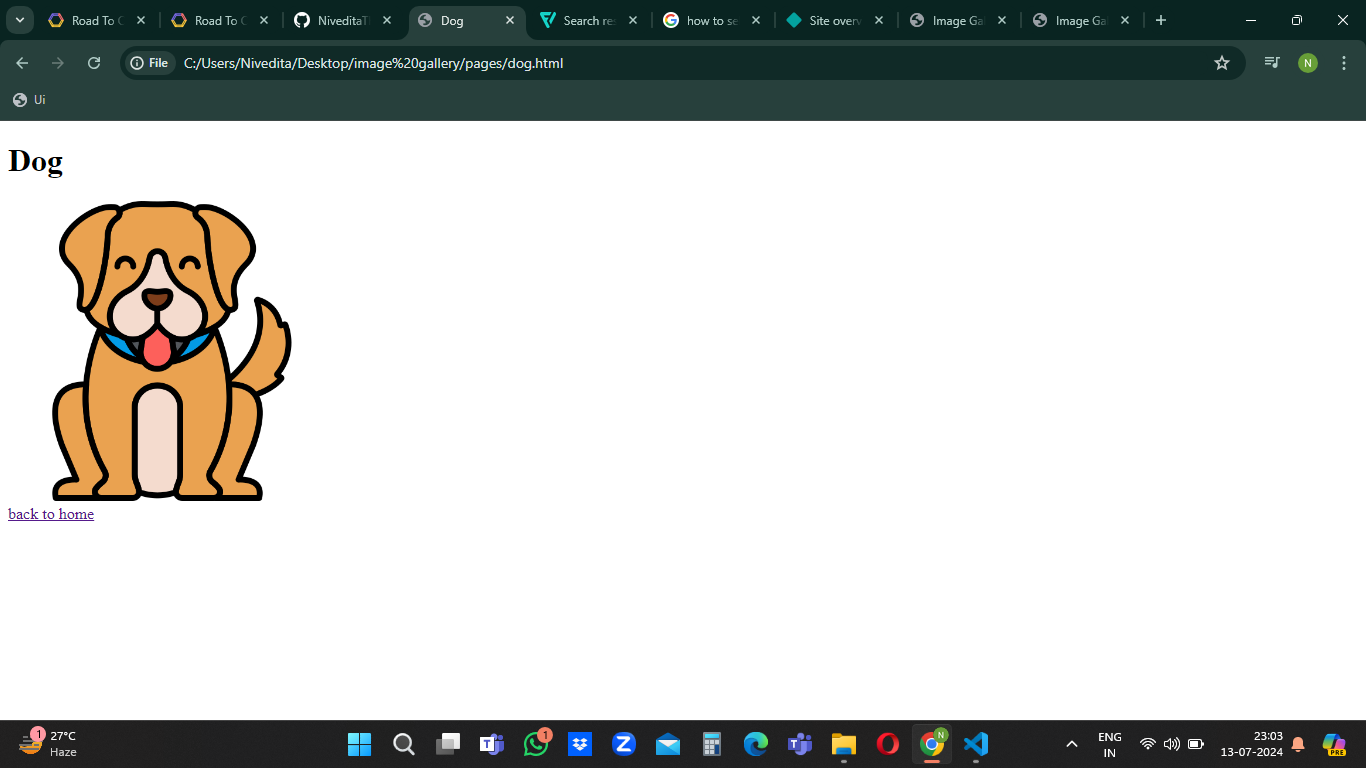 Road To C
Road To C
NiveditaT
Dog
Search re
how to se
Site over
Image Ga
Image Ga
File
C:/Users/Nivedita/Desktop/image%20gallery/pages/dog.html
N
Ui
Dog
back to home
1
27°C
Haze
1
N
ENG
IN
23:03
13-07-2024
PRE